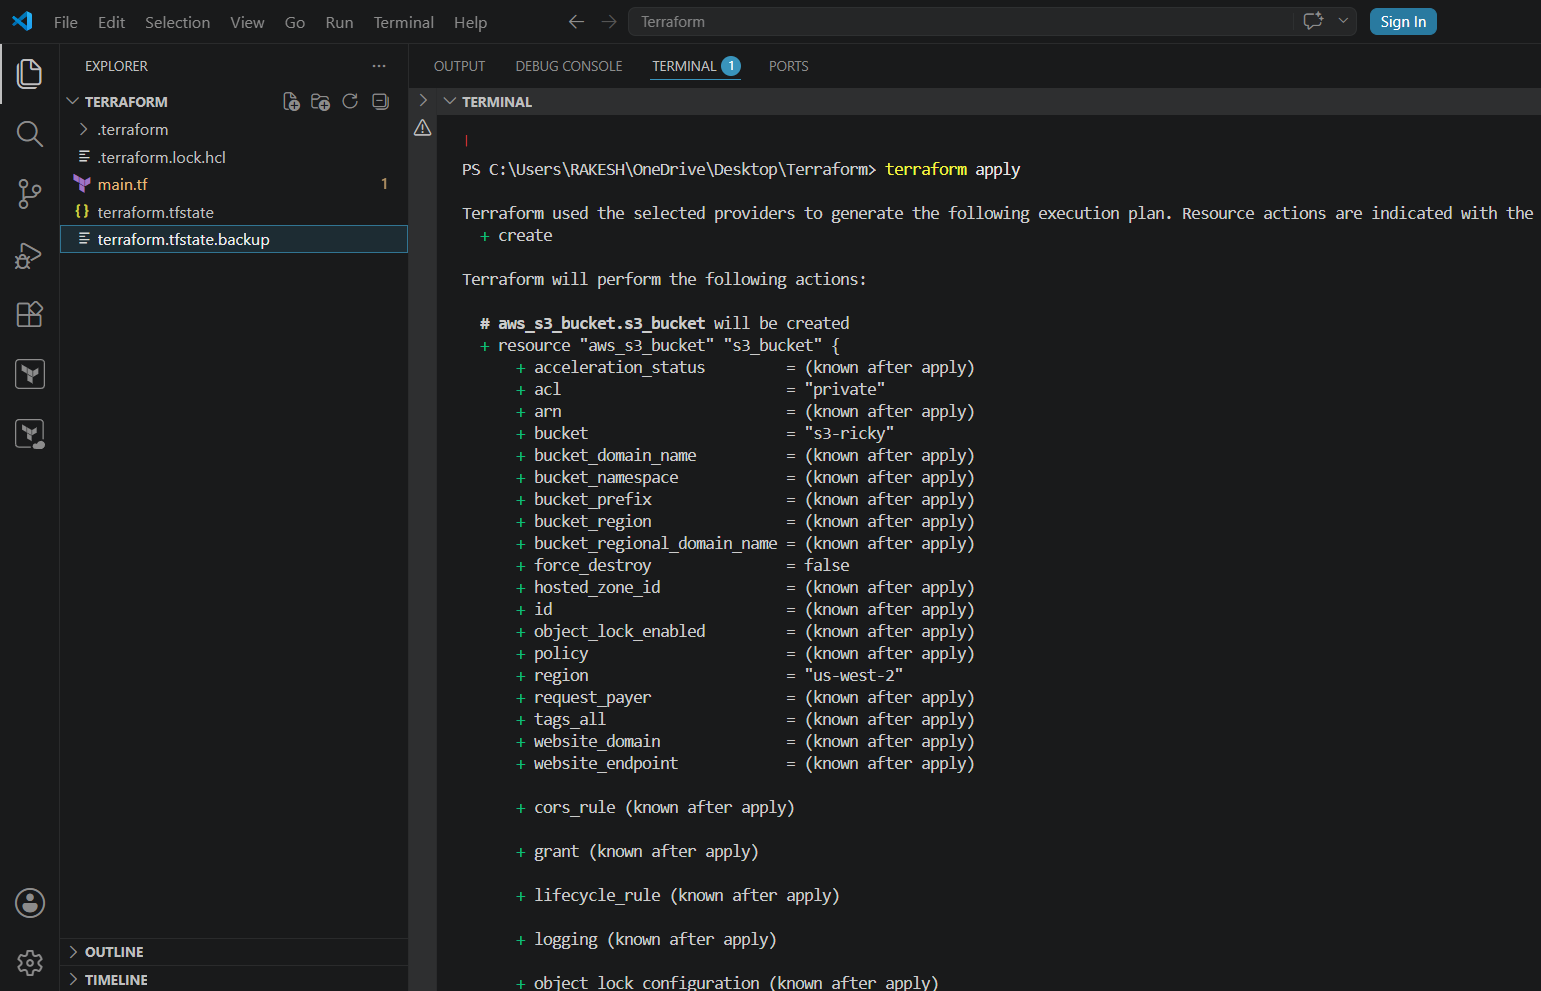 File Edit Selection View Go Run Terminal Help
Terraform
Sign In
EXPLORER
TERRAFORM
.terraform
.terraform.lock.hcl
main.tf 1
{} terraform.tfstate
terraform.tfstate.backup
OUTLINE
TIMELINE
OUTPUT DEBUG CONSOLE TERMINAL 1 PORTS
TERMINAL
PS C:\Users\RAKESH\OneDrive\Desktop\Terraform> terraform apply
Terraform used the selected providers to generate the following execution plan. Resource actions are indicated with the
+ create
Terraform will perform the following actions:
# aws_s3_bucket.s3_bucket will be created
+ resource "aws_s3_bucket" "s3_bucket" {
+ acceleration_status = (known after apply)
+ acl = "private"
+ arn = (known after apply)
+ bucket = "s3-ricky"
+ bucket_domain_name = (known after apply)
+ bucket_namespace = (known after apply)
+ bucket_prefix = (known after apply)
+ bucket_region = (known after apply)
+ bucket_regional_domain_name = (known after apply)
+ force_destroy = false
+ hosted_zone_id = (known after apply)
+ id = (known after apply)
+ object_lock_enabled = (known after apply)
+ policy = (known after apply)
+ region = "us-west-2"
+ request_payer = (known after apply)
+ tags_all = (known after apply)
+ website_domain = (known after apply)
+ website_endpoint = (known after apply)
+ cors_rule (known after apply)
+ grant (known after apply)
+ lifecycle_rule (known after apply)
+ logging (known after apply)
+ object_lock_configuration (known after apply)